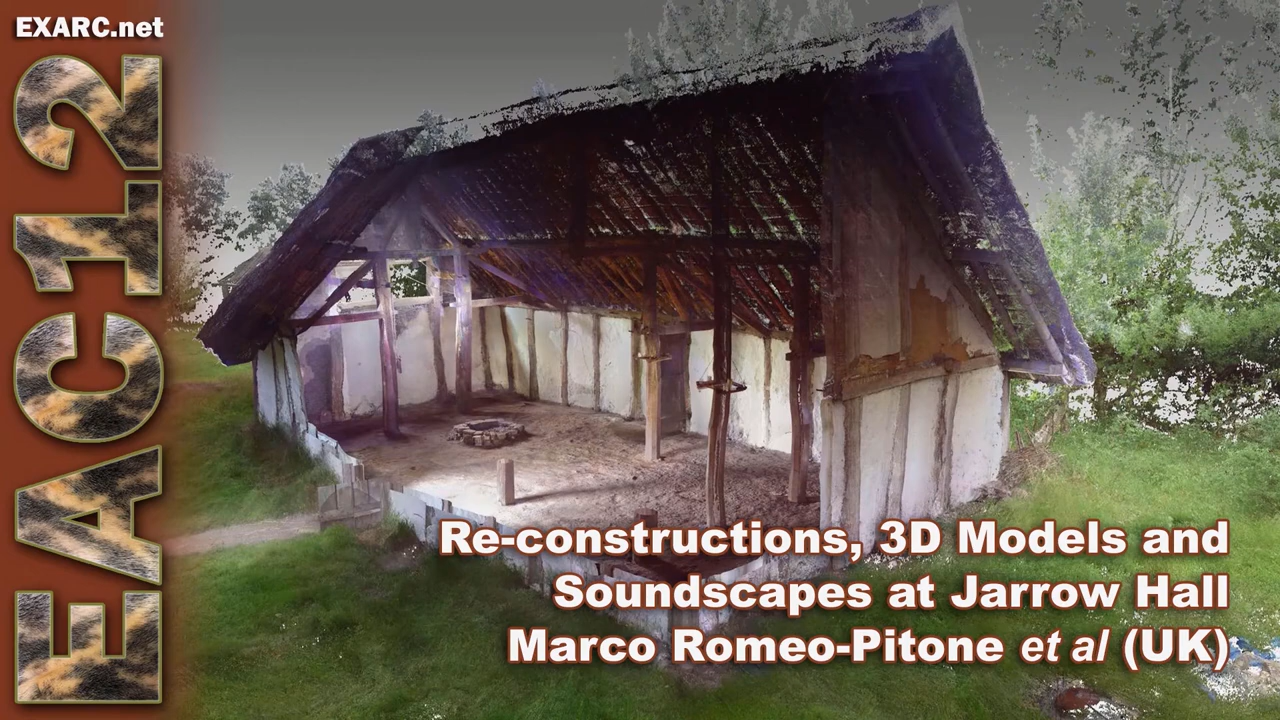 EXARC.net
EAC12
Re-constructions, 3D Models and
Soundscapes at Jarrow Hall
Marco Romeo-Pitone et al (UK)